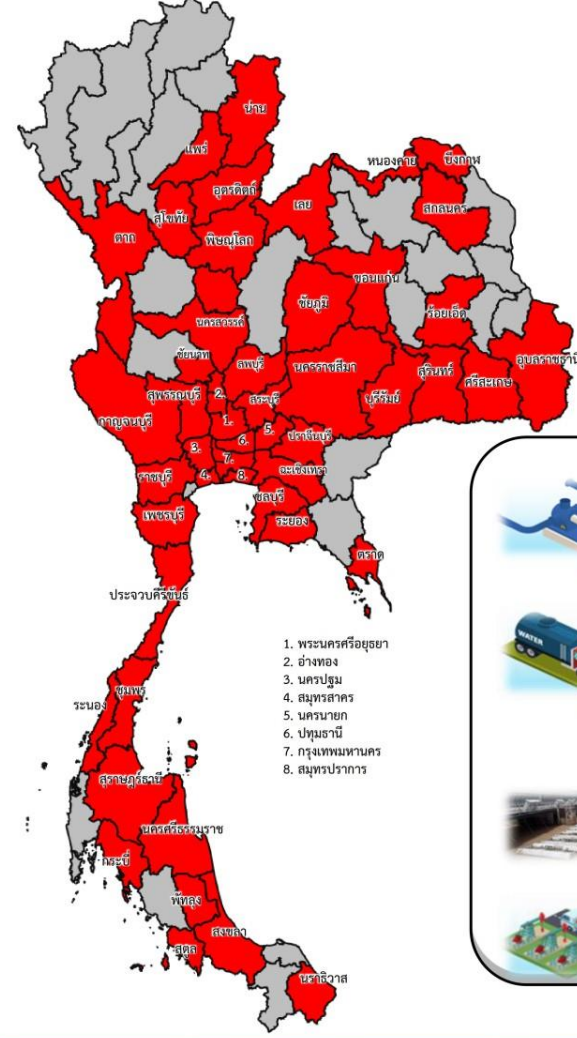 น่าน
แพร่
หนองคาย
บึงกาฬ
อุตรดิตถ์
เลย
สกลนคร
สุโขทัย
ตาก
พิษณุโลก
ขอนแก่น
ชัยภูมิ
ร้อยเอ็ด
นครสวรรค์
อุบลราชธานี
ชัยนาท
ลพบุรี
นครราชสีมา
สุรินทร์
ศรีสะเกษ
สุพรรณบุรี
2.
สระบุรี
บุรีรัมย์
กาญจนบุรี
1.
5.
ปราจีนบุรี
6.
3.
7.
ฉะเชิงเทรา
ราชบุรี
4.
8.
ชลบุรี
เพชรบุรี
ระยอง
ตราด
ประจวบคีรีขันธ์
WATER
1. พระนครศรีอยุธยา
2. อ่างทอง
3. นครปฐม
4. สมุทรสาคร
5. นครนายก
6. ปทุมธานี
7. กรุงเทพมหานคร
8. สมุทรปราการ
ชุมพร
ระนอง
สุราษฎร์ธานี
นครศรีธรรมราช
กระบี่
พัทลุง
สงขลา
สตูล
นราธิวาส